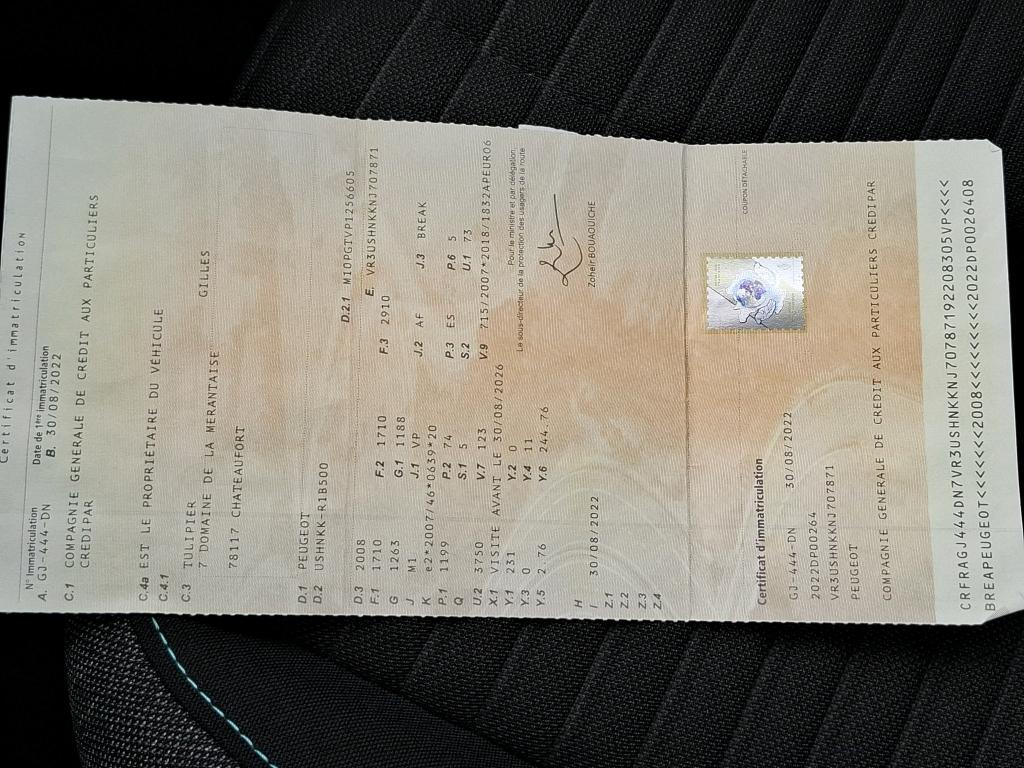 Certificat d'immatriculation
N° Immatriculation Date de 1ère immatriculation
A. GJ-444-DN B. 30/08/2022
C.1 COMPAGNIE GENERALE DE CREDIT AUX PARTICULIERS
CREDIPAR
C.4a EST LE PROPRIÉTAIRE DU VÉHICULE
C.4.1
C.3 TULIPIER GILLES
7 DOMAINE DE LA MERANTAISE
78117 CHATEAUFORT
D.1 PEUGEOT
D.2 USHNKK-R1B500
D.2.1 M10PGTVP1256605
D.3 2008 E. VR3USHNKKNJ707871
F.1 1710 F.2 1710 F.3 2910
G 1263 G.1 1188
J M1 J.1 VP J.2 AF J.3 BREAK
K e2*2007/46*0639*20
P.1 1199 P.2 74 P.3 ES P.6 5
Q S.1 5 S.2 U.1 73
U.2 3750 V.7 123 V.9 715/2007*2018/1832APEURO6
X.1 VISITE AVANT LE 30/08/2026
Y.1 231 Y.2 0
Y.3 0 Y.4 11
Y.5 2.76 Y.6 244.76
Pour le ministre et par délégation,
Le sous-directeur de la protection des usagers de la route
Zoheir BOUAOUICHE
H
I 30/08/2022
Z.1
Z.2
Z.3
Z.4
COUPON DÉTACHABLE
Certificat d'immatriculation
GJ-444-DN 30/08/2022
2022DP00264
VR3USHNKKNJ707871
PEUGEOT
COMPAGNIE GENERALE DE CREDIT AUX PARTICULIERS CREDIPAR
CRFRAGJ444DN7VR3USHNKKNJ70787192208305VP<<<<
BREAPEUGEOT<<<<<<2008<<<<<<<<<2022DP0026408